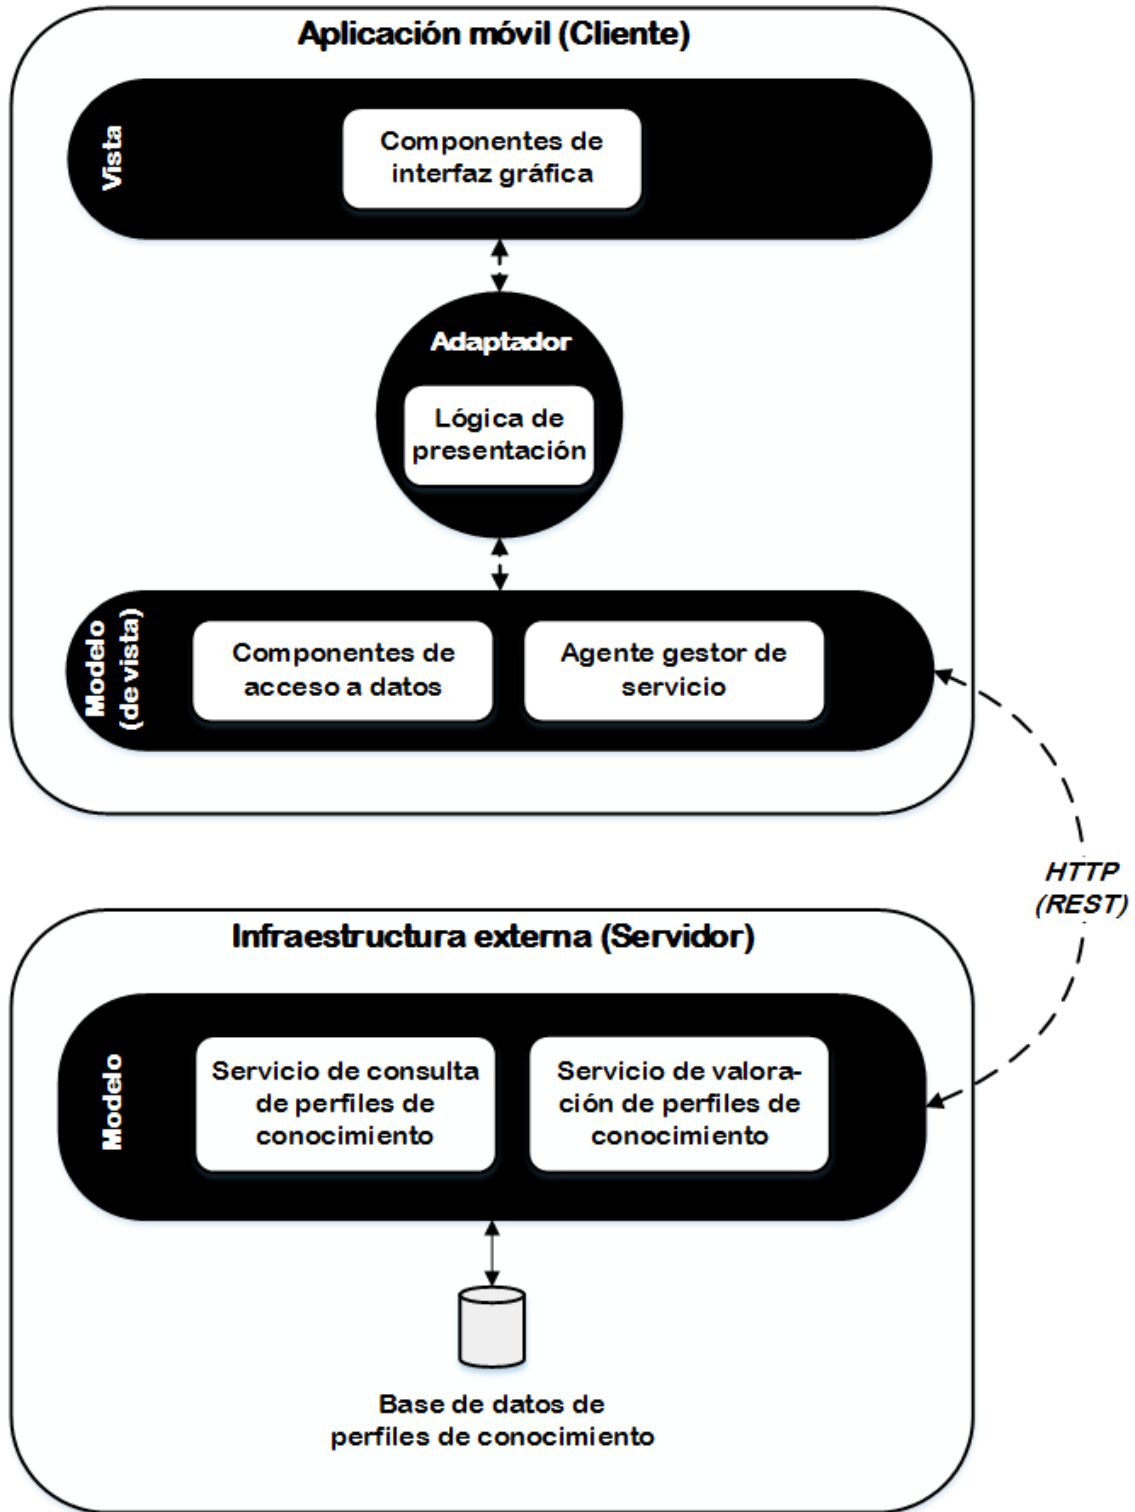 Aplicación móvil (Cliente)
Vista
Componentes de
interfaz gráfica
Adaptador
Lógica de
presentación
Modelo
(de vista)
Componentes de
acceso a datos
Agente gestor de
servicio
HTTP
(REST)
Infraestructura externa (Servidor)
Modelo
Servicio de consulta
de perfiles de
conocimiento
Servicio de valora-
ción de perfiles de
conocimiento
Base de datos de
perfiles de conocimiento